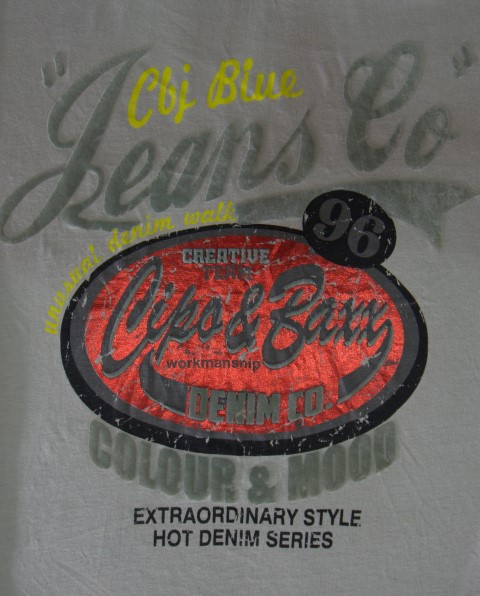 Cbj Blue
"Jeans Co"
unusual denim walk
96
CREATIVE
Cipo & Baxx
workmanship
DENIM CO.
COLOUR & MOOD
EXTRAORDINARY STYLE
HOT DENIM SERIES